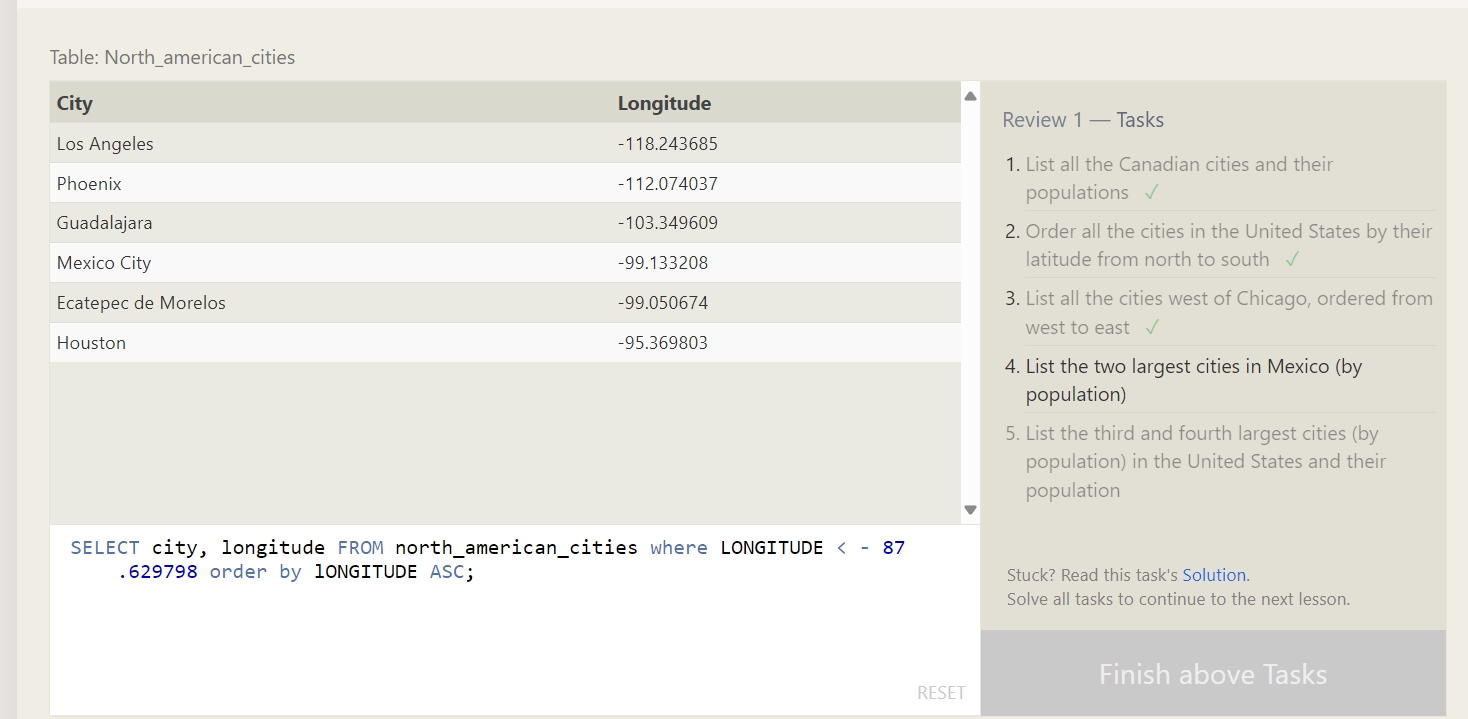 Table: North_american_cities
City Longitude
Los Angeles -118.243685
Phoenix -112.074037
Guadalajara -103.349609
Mexico City -99.133208
Ecatepec de Morelos -99.050674
Houston -95.369803
SELECT city, longitude FROM north_american_cities where LONGITUDE < - 87
.629798 order by lONGITUDE ASC;
RESET
Review 1 — Tasks
1. List all the Canadian cities and their
populations ✓
2. Order all the cities in the United States by their
latitude from north to south ✓
3. List all the cities west of Chicago, ordered from
west to east ✓
4. List the two largest cities in Mexico (by
population)
5. List the third and fourth largest cities (by
population) in the United States and their
population
Stuck? Read this task's Solution.
Solve all tasks to continue to the next lesson.
Finish above Tasks